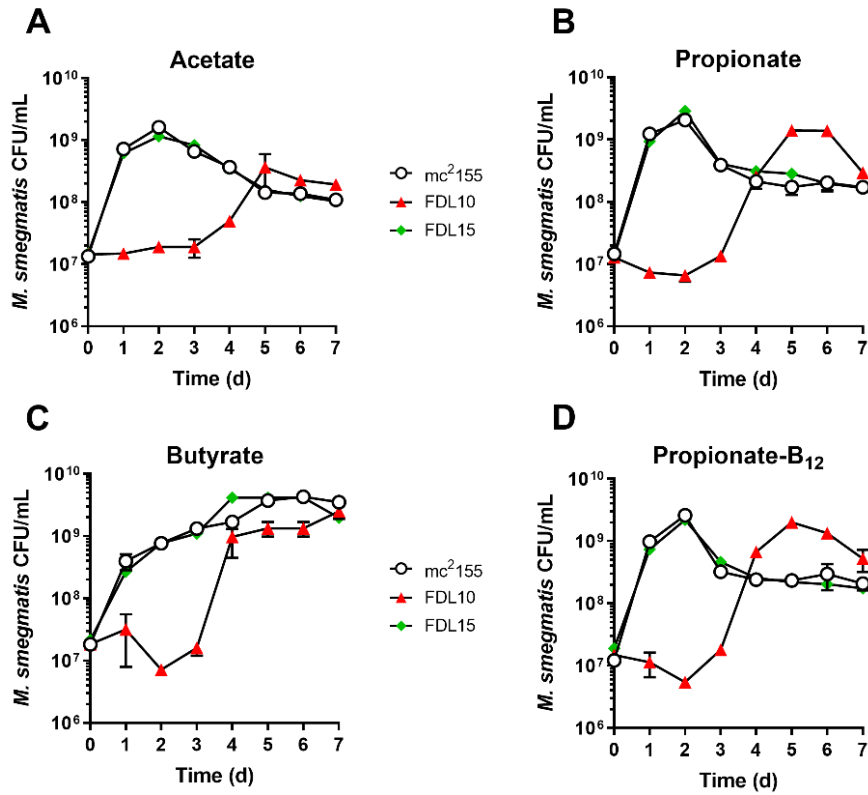 A
Acetate
M. smegmatis CFU/mL
10¹⁰
10⁹
10⁸
10⁷
10⁶
0 1 2 3 4 5 6 7
Time (d)
mc²155
FDL10
FDL15
B
Propionate
M. smegmatis CFU/mL
10¹⁰
10⁹
10⁸
10⁷
10⁶
0 1 2 3 4 5 6 7
Time (d)
C
Butyrate
M. smegmatis CFU/mL
10¹⁰
10⁹
10⁸
10⁷
10⁶
0 1 2 3 4 5 6 7
Time (d)
mc²155
FDL10
FDL15
D
Propionate-B₁₂
M. smegmatis CFU/mL
10¹⁰
10⁹
10⁸
10⁷
10⁶
0 1 2 3 4 5 6 7
Time (d)